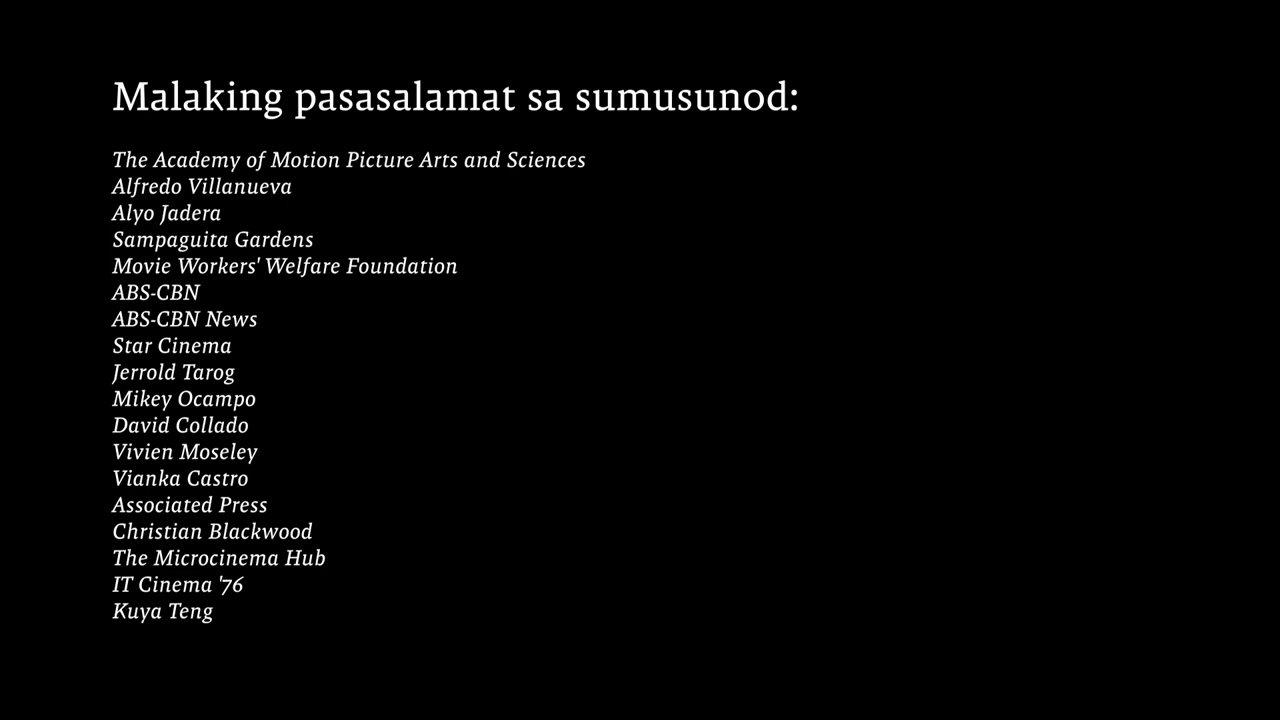 Malaking pasasalamat sa sumusunod:
The Academy of Motion Picture Arts and Sciences
Alfredo Villanueva
Alyo Jadera
Sampaguita Gardens
Movie Workers' Welfare Foundation
ABS-CBN
ABS-CBN News
Star Cinema
Jerrold Tarog
Mikey Ocampo
David Collado
Vivien Moseley
Vianka Castro
Associated Press
Christian Blackwood
The Microcinema Hub
IT Cinema '76
Kuya Teng